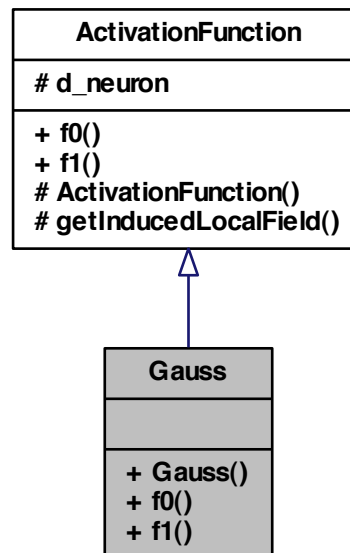 ActivationFunction
# d_neuron
+ f0()
+ f1()
# ActivationFunction()
# getInducedLocalField()
Gauss
+ Gauss()
+ f0()
+ f1()